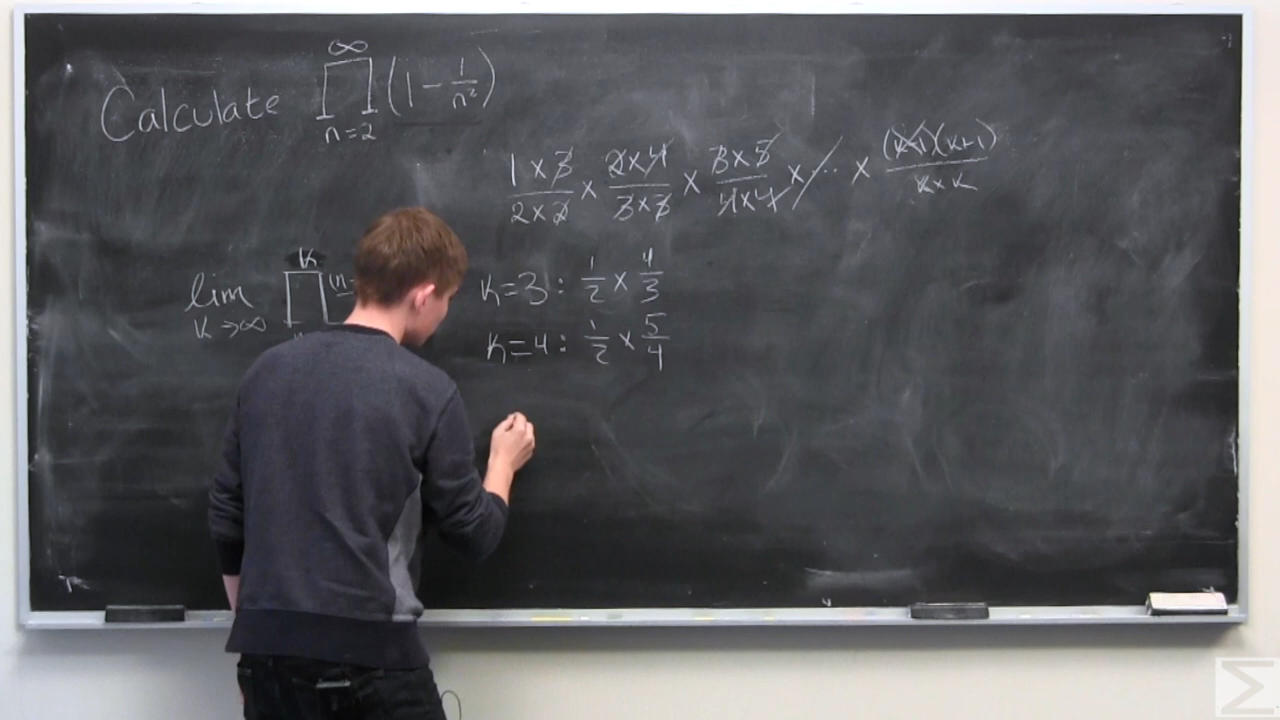 Calculate ∞ ∏ n=2 (1 - 1/n²)
1×3/2×2 × 2×4/3×3 × 3×5/4×4 × ... × (k-1)(k+1)/k×k
lim k→∞ k ∏ (n-
k=3: 1/2 × 4/3
k=4: 1/2 × 5/4
Σ